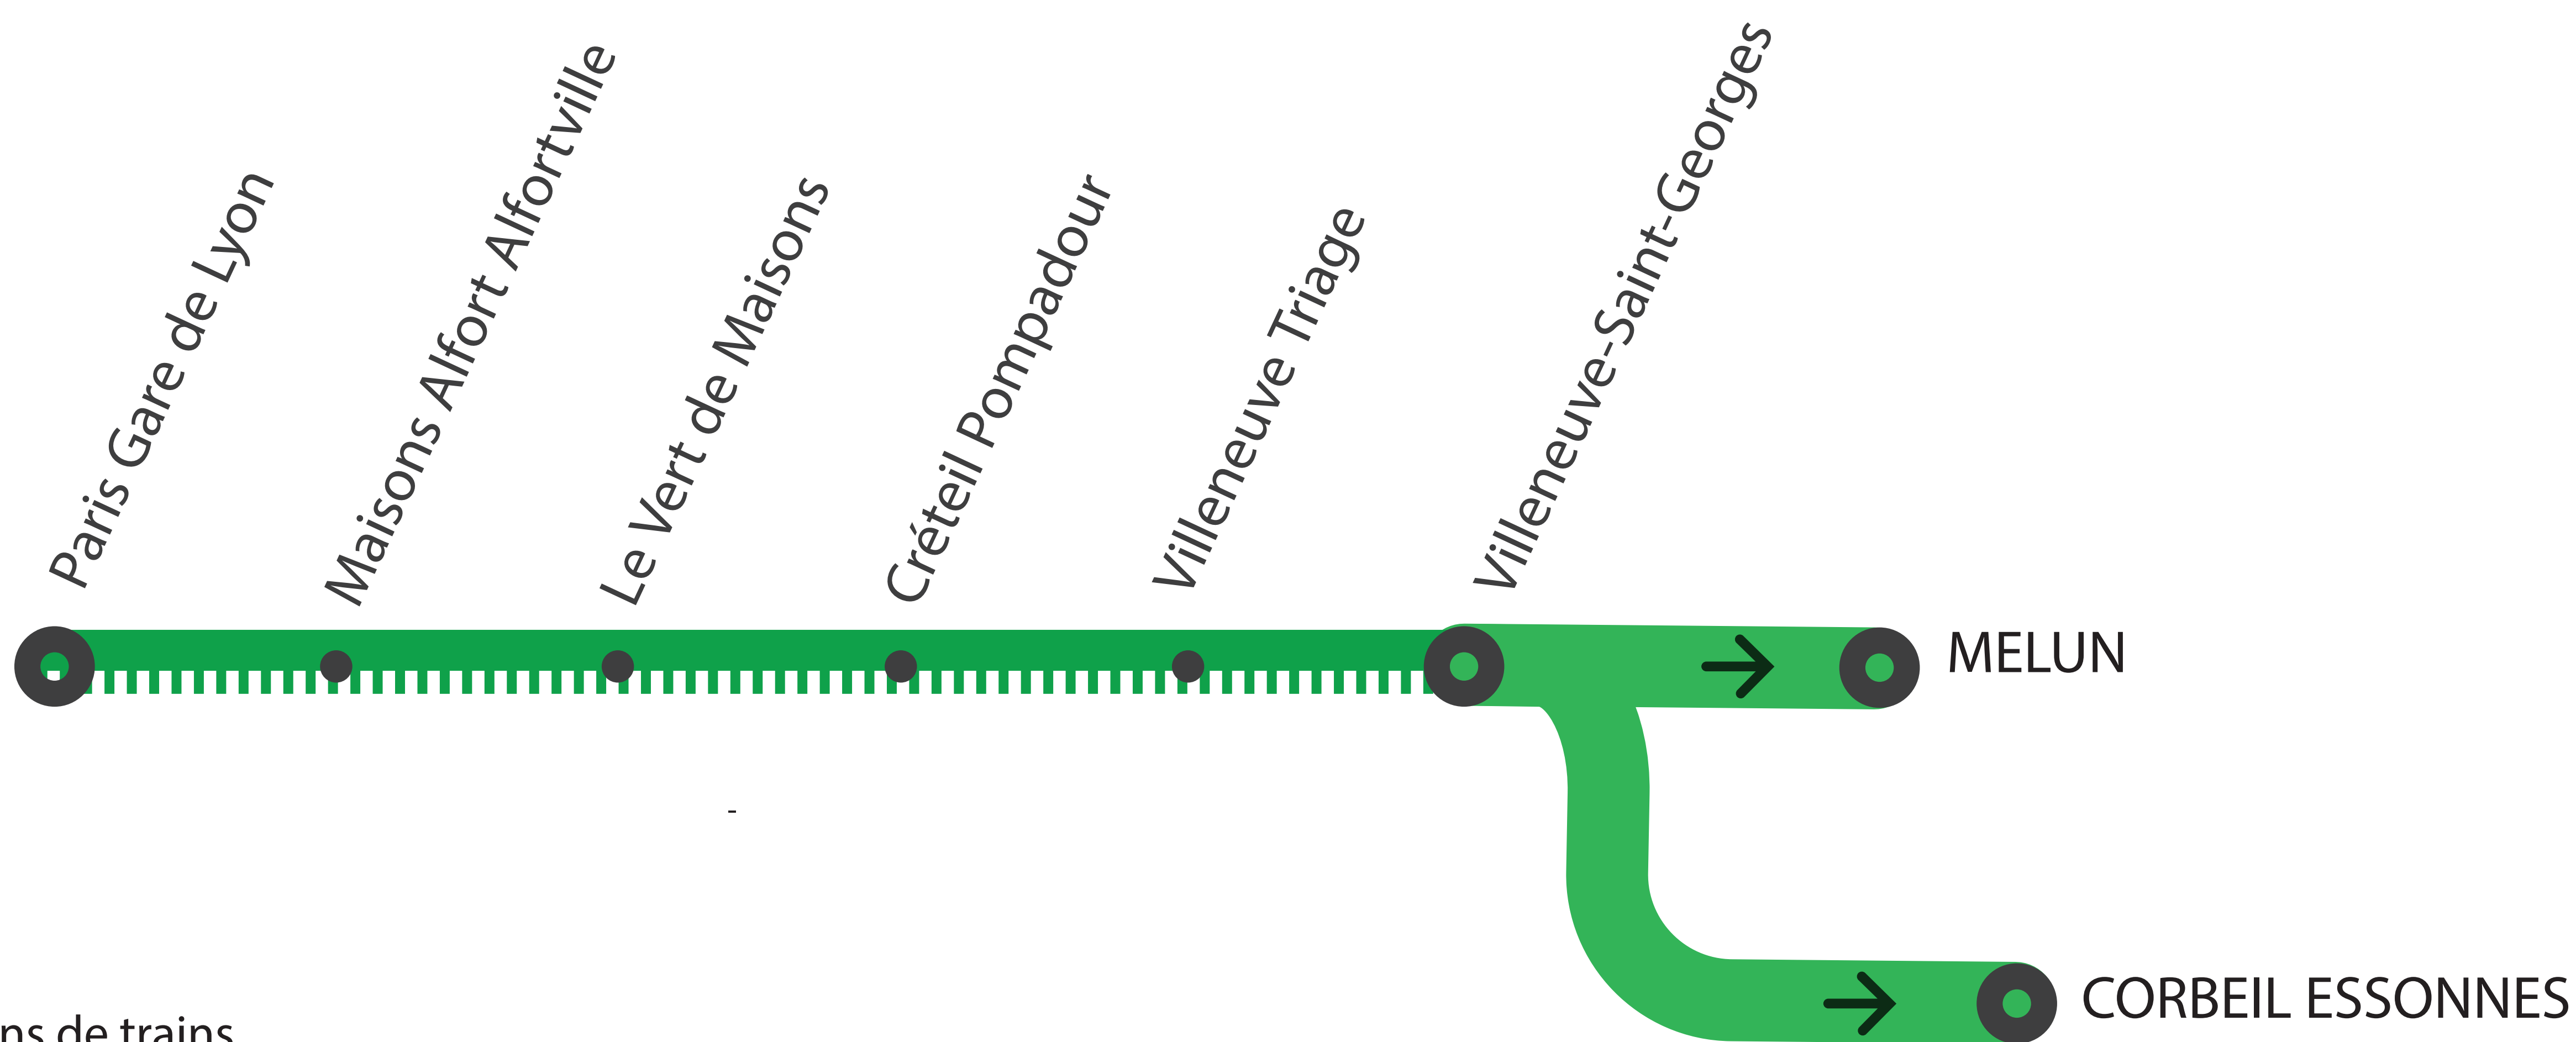 Paris Gare de Lyon
Maisons Alfort Alfortville
Le Vert de Maisons
Créteil Pompadour
Villeneuve Triage
Villeneuve-Saint-Georges
MELUN
-
CORBEIL ESSONNES
ns de trains